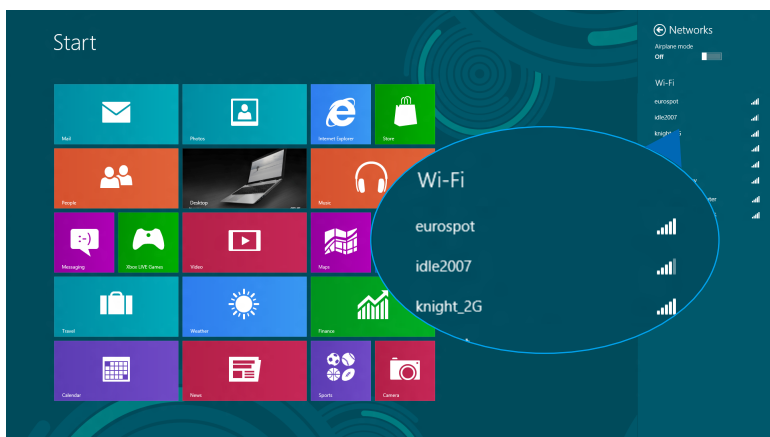 Start
Mail
Photos
Internet Explorer
Store
People
Desktop
Music
Messaging
Xbox LIVE Games
Video
Maps
Travel
Weather
Finance
Calendar
News
Sports
Camera
Networks
Airplane mode
Off
Wi-Fi
eurospot
idle2007
Wi-Fi
eurospot
idle2007
knight_2G